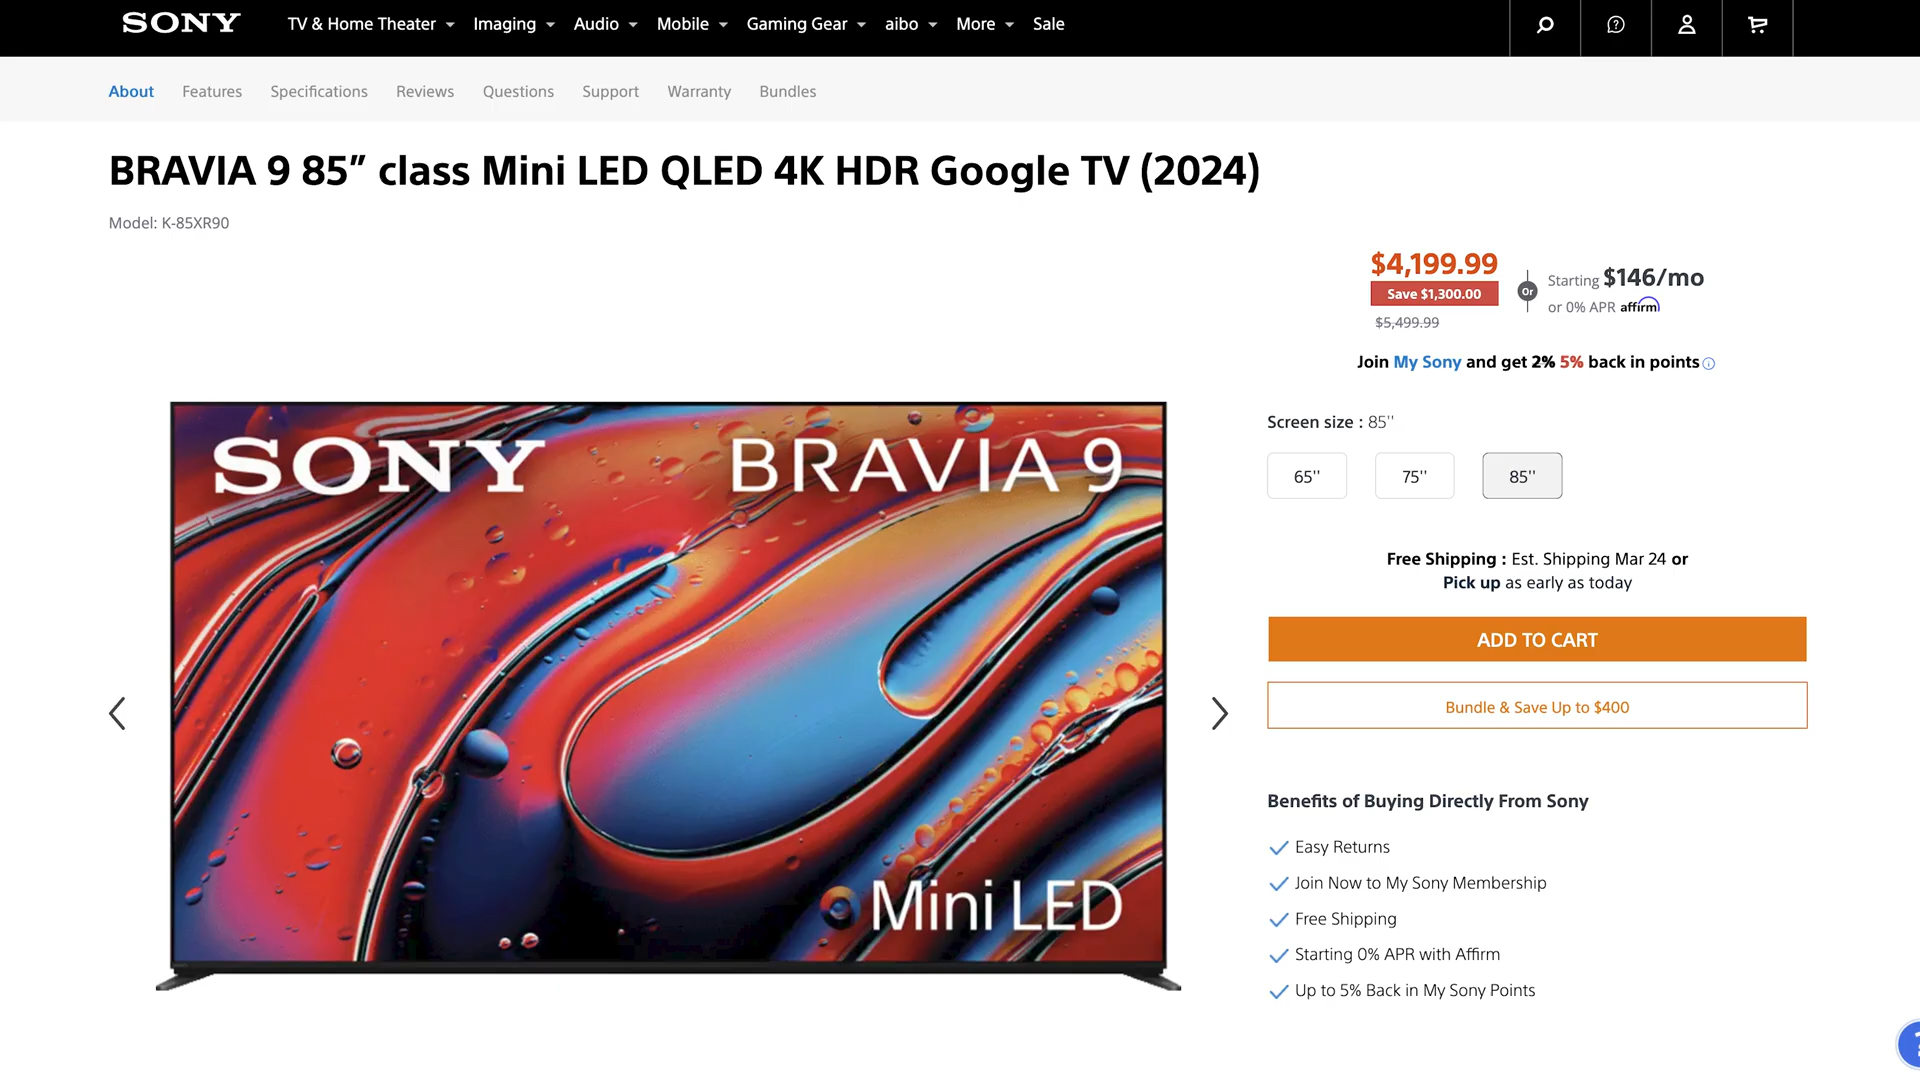 SONY
TV & Home Theater
Imaging
Audio
Mobile
Gaming Gear
aibo
More
Sale
About
Features
Specifications
Reviews
Questions
Support
Warranty
Bundles
BRAVIA 9 85” class Mini LED QLED 4K HDR Google TV (2024)
Model: K-85XR90
$4,199.99
Save $1,300.00
$5,499.99
Or
Starting $146/mo
or 0% APR affirm
Join My Sony and get 2% 5% back in points
Screen size : 85''
65''
75''
85''
Free Shipping : Est. Shipping Mar 24 or
Pick up as early as today
ADD TO CART
Bundle & Save Up to $400
Benefits of Buying Directly From Sony
Easy Returns
Join Now to My Sony Membership
Free Shipping
Starting 0% APR with Affirm
Up to 5% Back in My Sony Points
SONY
BRAVIA 9
Mini LED